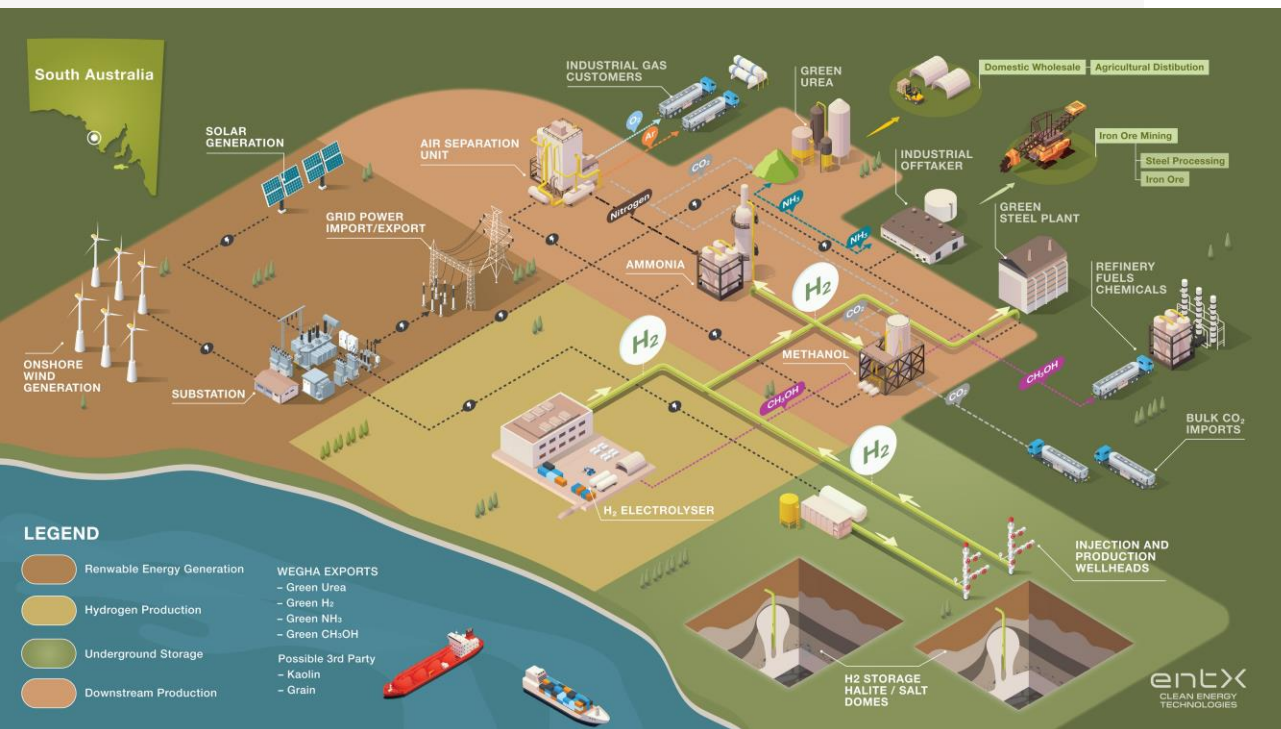 South Australia
SOLAR
GENERATION
GRID POWER
IMPORT/EXPORT
ONSHORE
WIND
GENERATION
SUBSTATION
AIR SEPARATION
UNIT
INDUSTRIAL GAS
CUSTOMERS
O₂
Ar
CO₂
Nitrogen
GREEN
UREA
Domestic Wholesale
Agricultural Distibution
Iron Ore Mining
Steel Processing
Iron Ore
INDUSTRIAL
OFFTAKER
NH₃
NH₃
AMMONIA
GREEN
STEEL PLANT
REFINERY
FUELS
CHEMICALS
H₂
H₂
CO₂
METHANOL
CH₃OH
CH₃OH
CO₂
BULK CO₂
IMPORTS
H₂
H₂ ELECTROLYSER
INJECTION AND
PRODUCTION
WELLHEADS
H2 STORAGE
HALITE / SALT
DOMES
LEGEND
Renwable Energy Generation
Hydrogen Production
Underground Storage
Downstream Production
WEGHA EXPORTS
– Green Urea
– Green H₂
– Green NH₃
– Green CH₃OH
Possible 3rd Party
– Kaolin
– Grain
entX
CLEAN ENERGY
TECHNOLOGIES